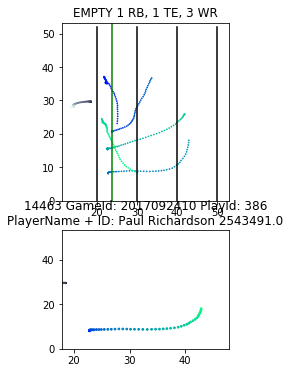 EMPTY 1 RB, 1 TE, 3 WR
50
40
30
20
10
0
20 30 40 50
14463 GameId: 2017092410 PlayId: 386
PlayerName + ID: Paul Richardson 2543491.0
40
20
0
20 30 40